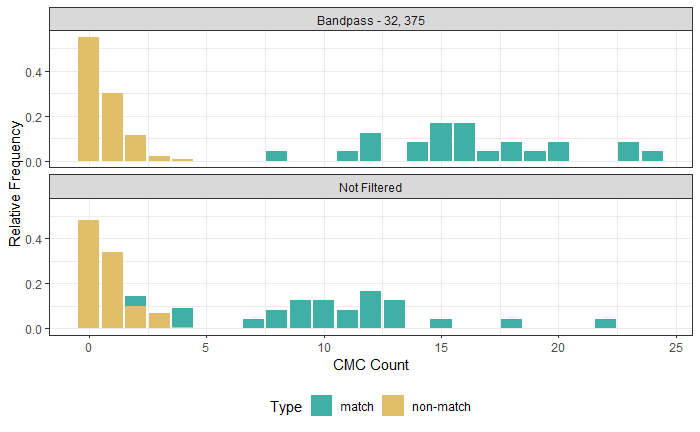 Bandpass - 32, 375
0.4
0.2
0.0
Relative Frequency
Not Filtered
0.4
0.2
0.0
0 5 10 15 20 25
CMC Count
Type match non-match